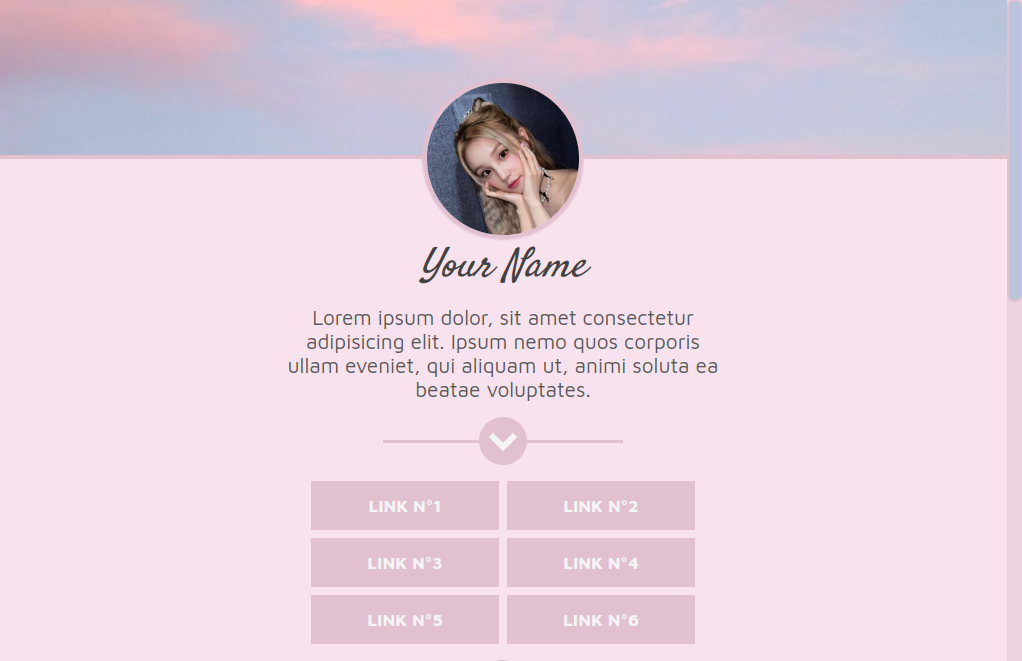 Your Name
Lorem ipsum dolor, sit amet consectetur
adipisicing elit. Ipsum nemo quos corporis
ullam eveniet, qui aliquam ut, animi soluta ea
beatae voluptates.
LINK N°1
LINK N°2
LINK N°3
LINK N°4
LINK N°5
LINK N°6